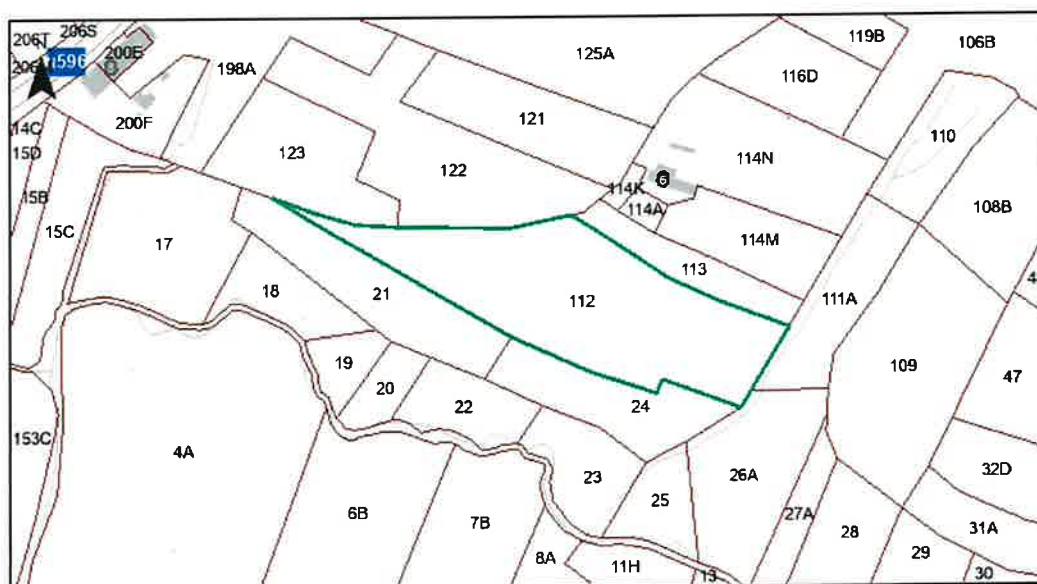 206T
206S
200E
n596
198A
125A
119B
106B
116D
14C
15D
200F
121
110
123
122
114N
114K
6
114A
15B
15C
108B
17
114M
113
18
21
112
111A
19
20
109
47
22
24
153C
4A
23
26A
32D
25
6B
7B
27A
28
31A
8A
11H
13
29
30